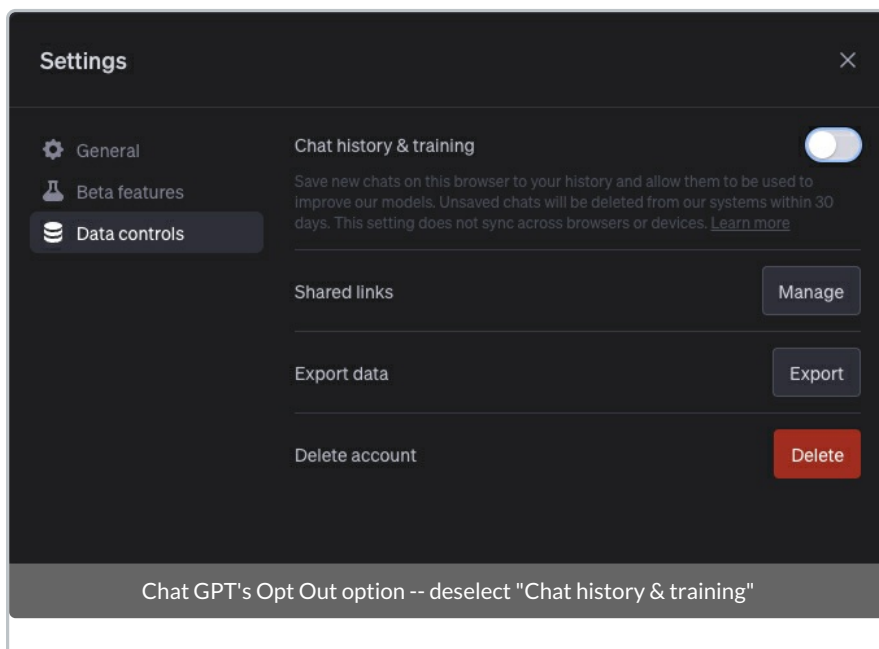 Settings
General
Beta features
Data controls
Chat history & training
Save new chats on this browser to your history and allow them to be used to
improve our models. Unsaved chats will be deleted from our systems within 30
days. This setting does not sync across browsers or devices. Learn more
Shared links
Manage
Export data
Export
Delete account
Delete
Chat GPT's Opt Out option -- deselect "Chat history & training"